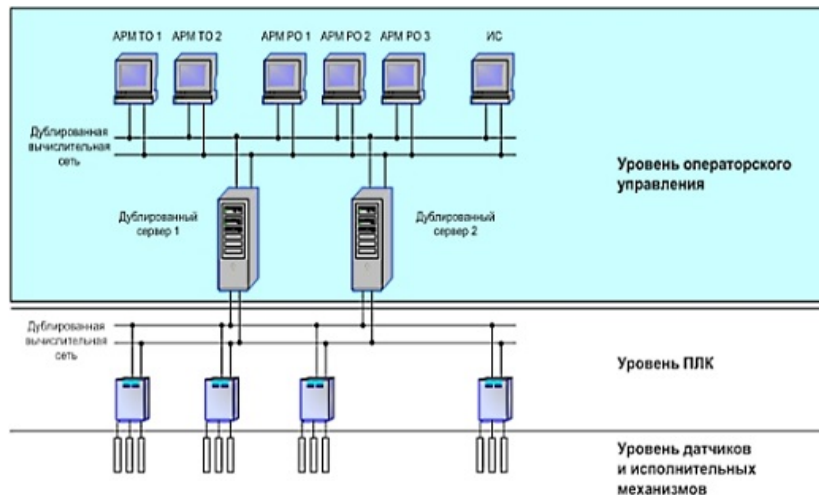 АРМ ТО 1 АРМ ТО 2 АРМ РО 1 АРМ РО 2 АРМ РО 3 ИС
Дублированная
вычислительная
сеть
Уровень операторского
управления
Дублированный
сервер 1
Дублированный
сервер 2
Дублированная
вычислительная
сеть
Уровень ПЛК
Уровень датчиков
и исполнительных
механизмов